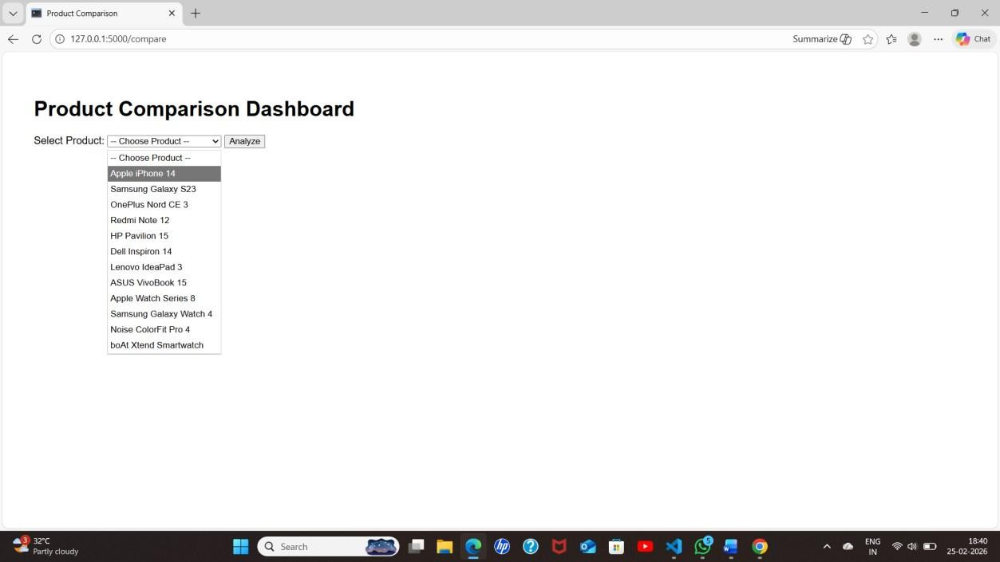 Product Comparison
127.0.0.1:5000/compare
Summarize
Chat
Product Comparison Dashboard
Select Product: -- Choose Product -- Analyze
-- Choose Product --
Apple iPhone 14
Samsung Galaxy S23
OnePlus Nord CE 3
Redmi Note 12
HP Pavilion 15
Dell Inspiron 14
Lenovo IdeaPad 3
ASUS VivoBook 15
Apple Watch Series 8
Samsung Galaxy Watch 4
Noise ColorFit Pro 4
boAt Xtend Smartwatch
3
32°C
Partly cloudy
Search
hp
5
ENG
IN
18:40
25-02-2026